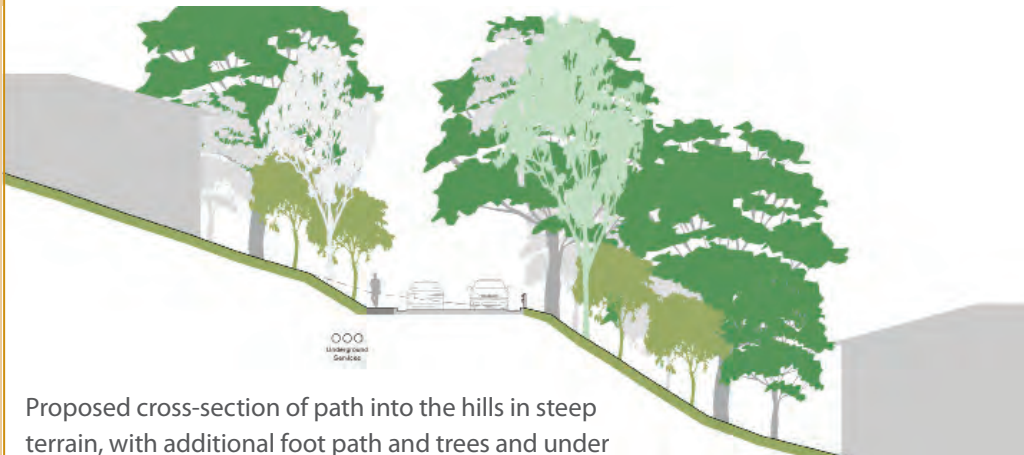 Underground
Services
Proposed cross-section of path into the hills in steep
terrain, with additional foot path and trees and under